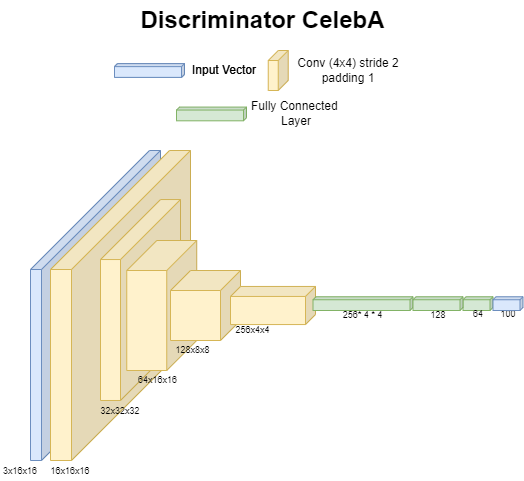 Discriminator CelebA
Input Vector
Conv (4x4) stride 2
padding 1
Fully Connected
Layer
256* 4 * 4
128
64
100
256x4x4
128x8x8
64x16x16
32x32x32
3x16x16
16x16x16